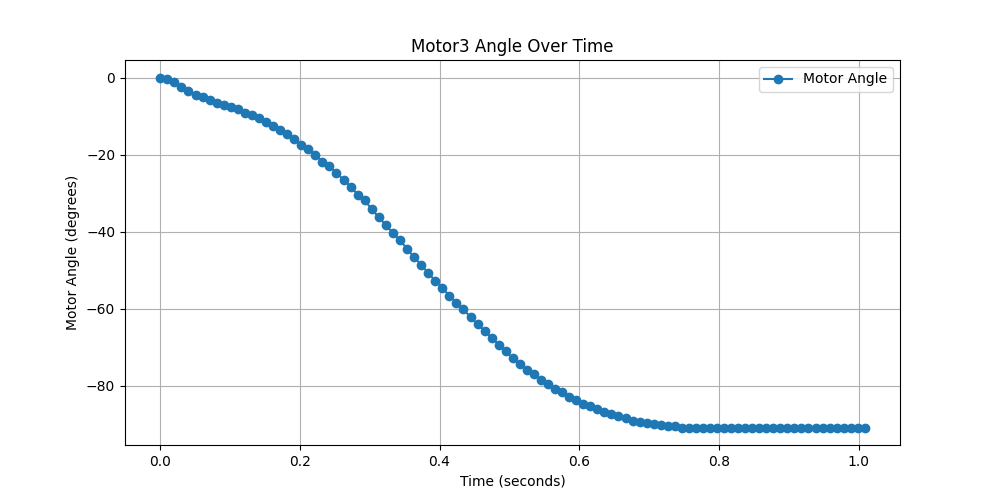 Motor3 Angle Over Time
Motor Angle
Motor Angle (degrees)
0
−20
−40
−60
−80
0.0 0.2 0.4 0.6 0.8 1.0
Time (seconds)